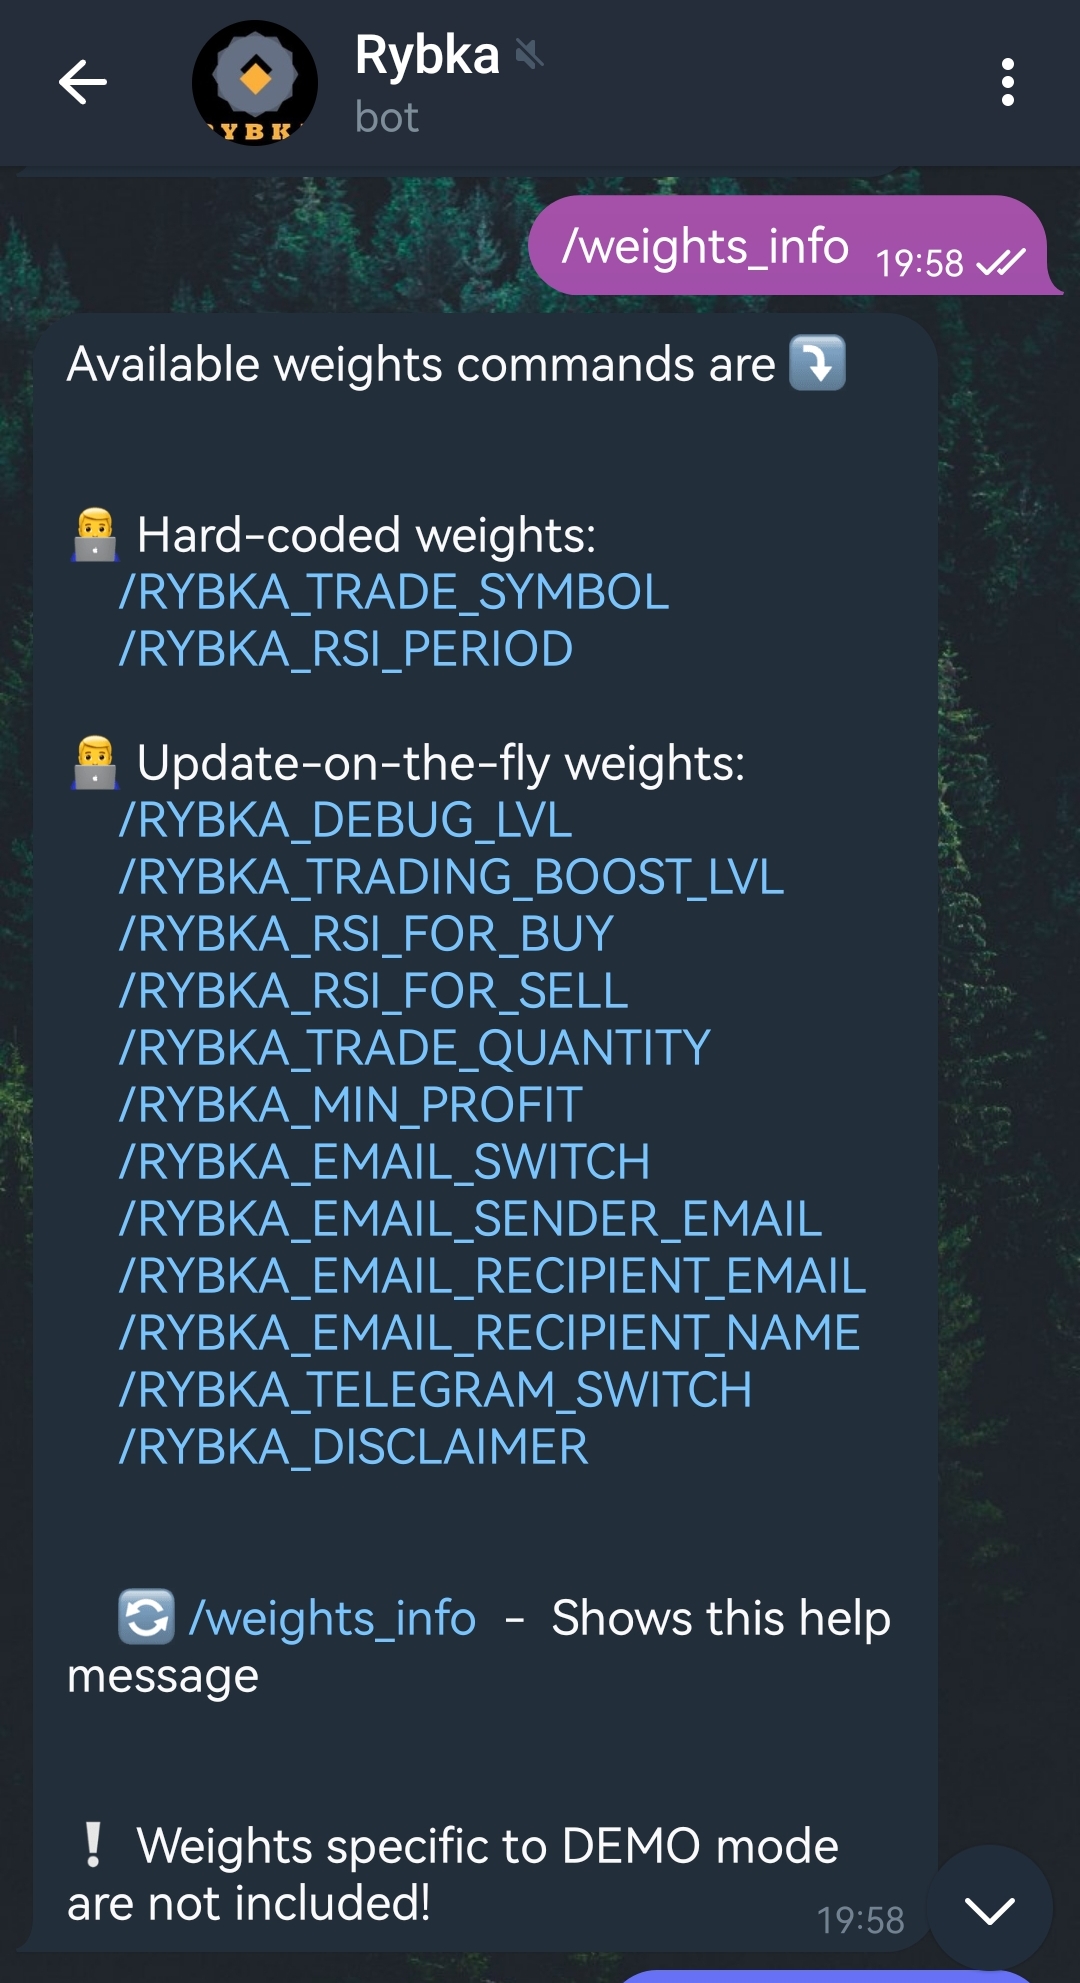 Rybka
bot
YBK
/weights_info 19:58
Available weights commands are
Hard-coded weights:
/RYBKA_TRADE_SYMBOL
/RYBKA_RSI_PERIOD
Update-on-the-fly weights:
/RYBKA_DEBUG_LVL
/RYBKA_TRADING_BOOST_LVL
/RYBKA_RSI_FOR_BUY
/RYBKA_RSI_FOR_SELL
/RYBKA_TRADE_QUANTITY
/RYBKA_MIN_PROFIT
/RYBKA_EMAIL_SWITCH
/RYBKA_EMAIL_SENDER_EMAIL
/RYBKA_EMAIL_RECIPIENT_EMAIL
/RYBKA_EMAIL_RECIPIENT_NAME
/RYBKA_TELEGRAM_SWITCH
/RYBKA_DISCLAIMER
/weights_info - Shows this help
message
! Weights specific to DEMO mode
are not included!
19:58